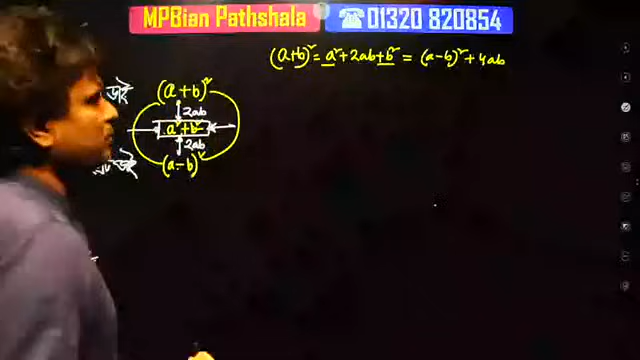 MPBian Pathshala ☎ 01320 820854
(a+b)² = a² + 2ab + b² = (a-b)² + 4ab
ভাই (a+b)²
2ab
a² + b²
2ab
ভাই (a-b)²